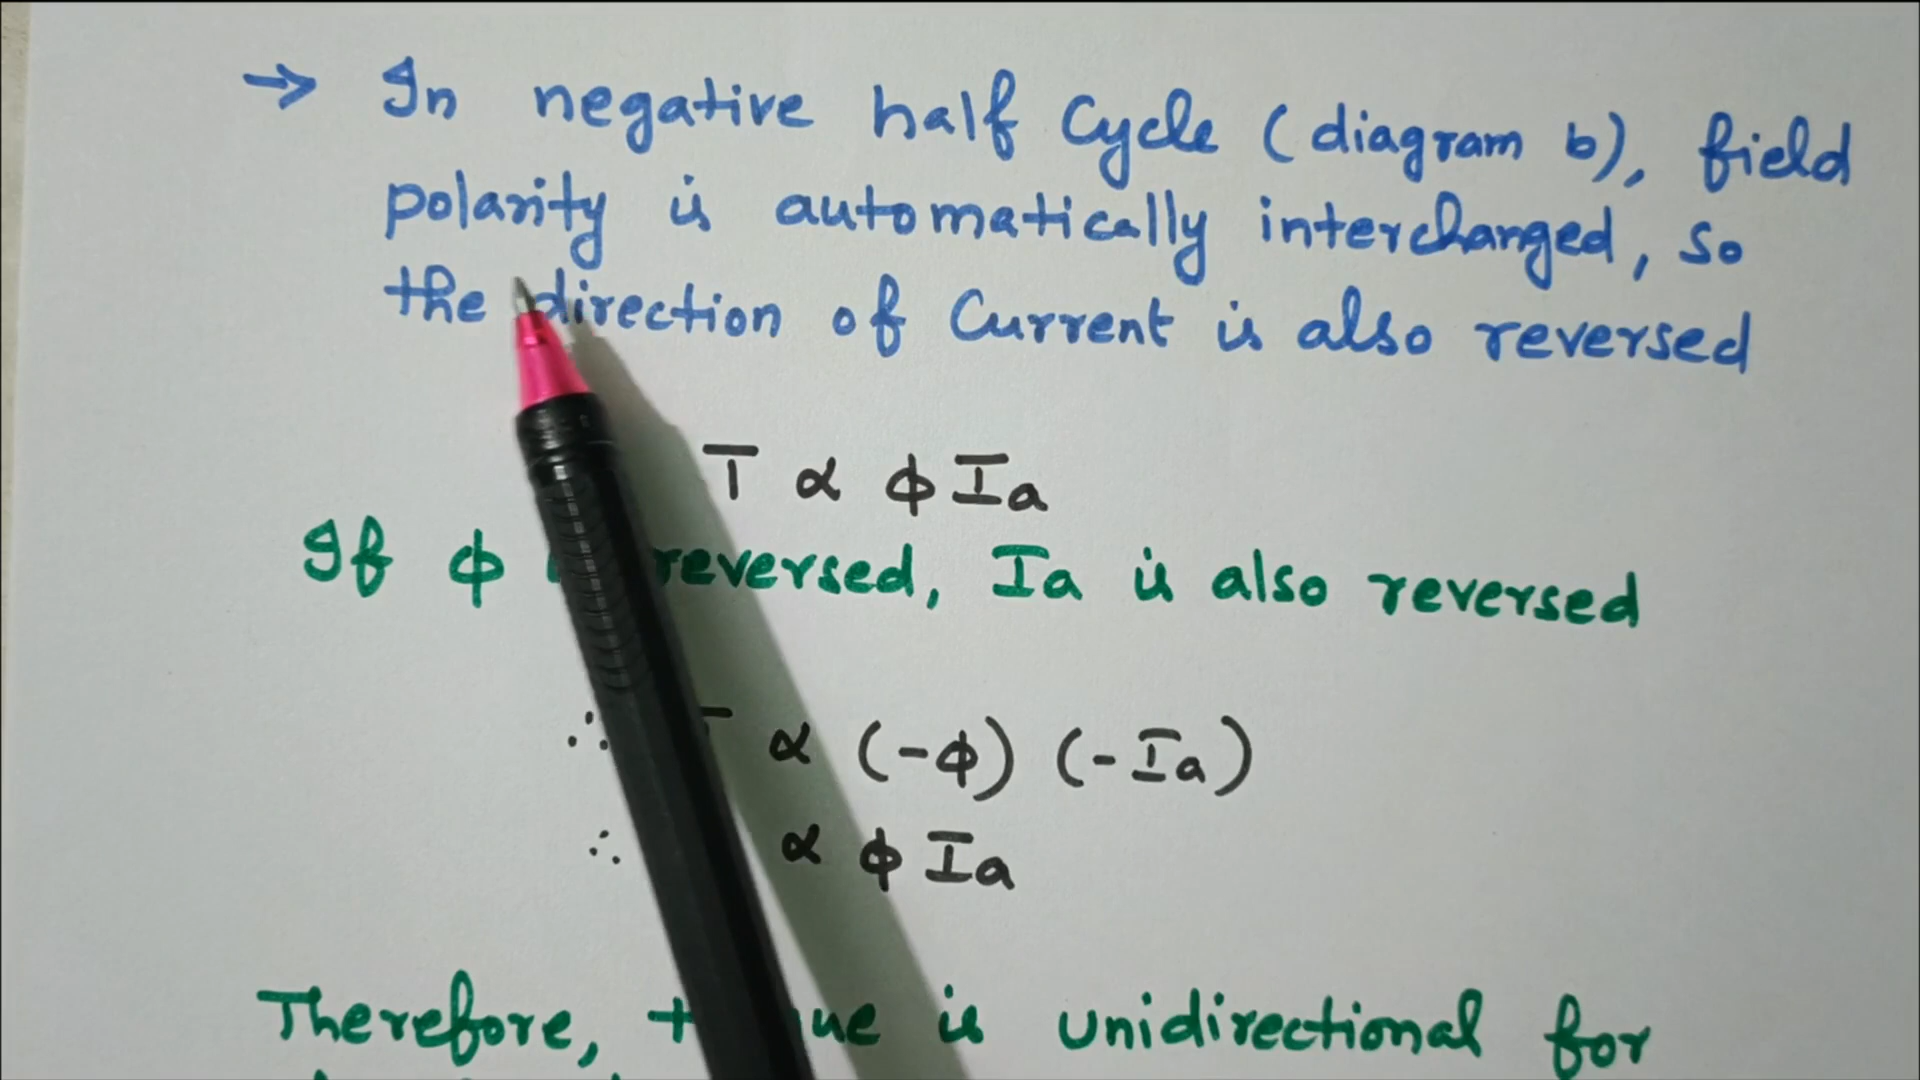 → In negative half Cycle (diagram b), field
polarity is automatically interchanged, so
the direction of Current is also reversed
T ∝ ϕ Ia
If ϕ reversed, Ia is also reversed
∴ T ∝ (-ϕ) (-Ia)
∴ ∝ ϕ Ia
Therefore, is unidirectional for